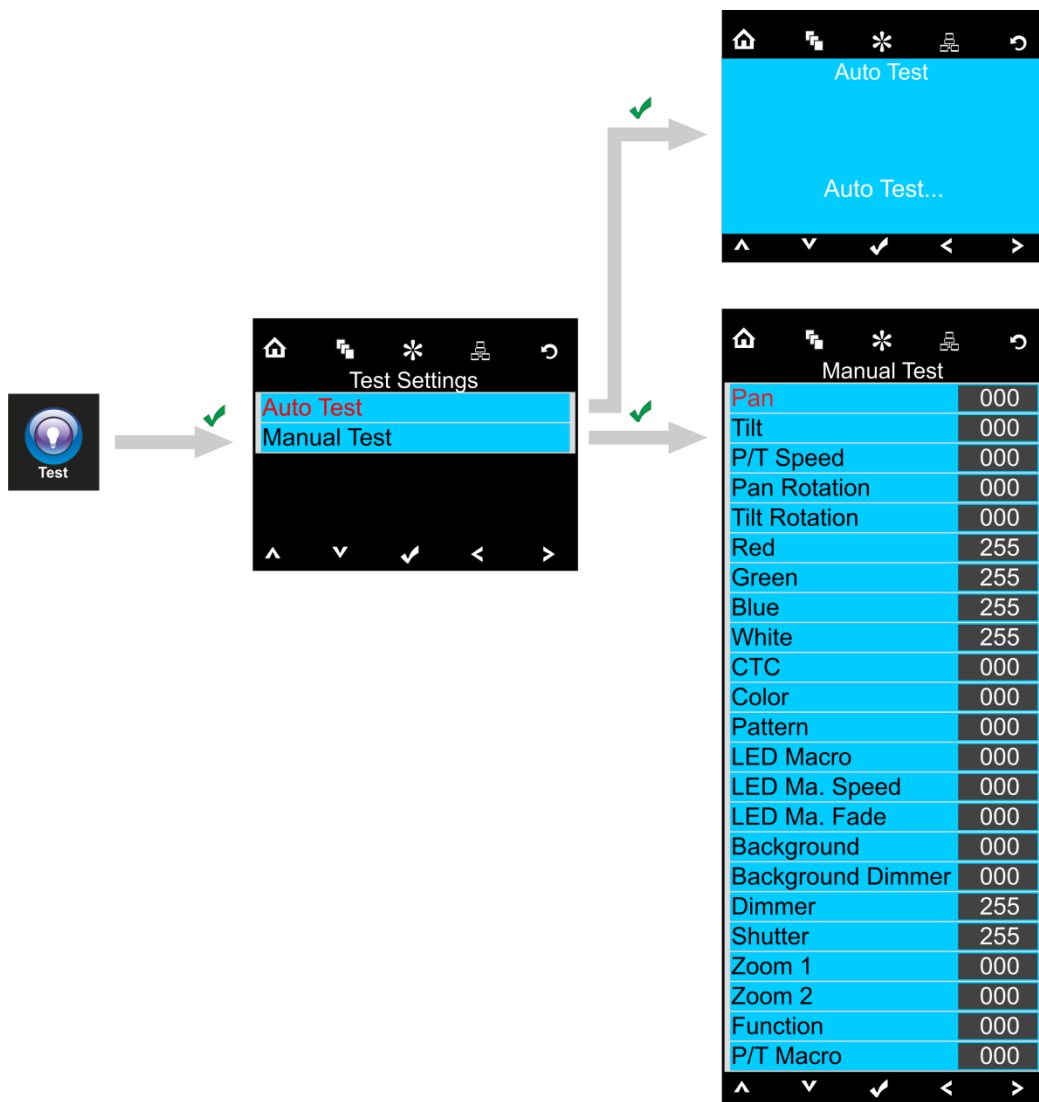 Auto Test
Auto Test...
Test
Test Settings
Auto Test
Manual Test
Manual Test
Pan 000
Tilt 000
P/T Speed 000
Pan Rotation 000
Tilt Rotation 000
Red 255
Green 255
Blue 255
White 255
CTC 000
Color 000
Pattern 000
LED Macro 000
LED Ma. Speed 000
LED Ma. Fade 000
Background 000
Background Dimmer 000
Dimmer 255
Shutter 255
Zoom 1 000
Zoom 2 000
Function 000
P/T Macro 000